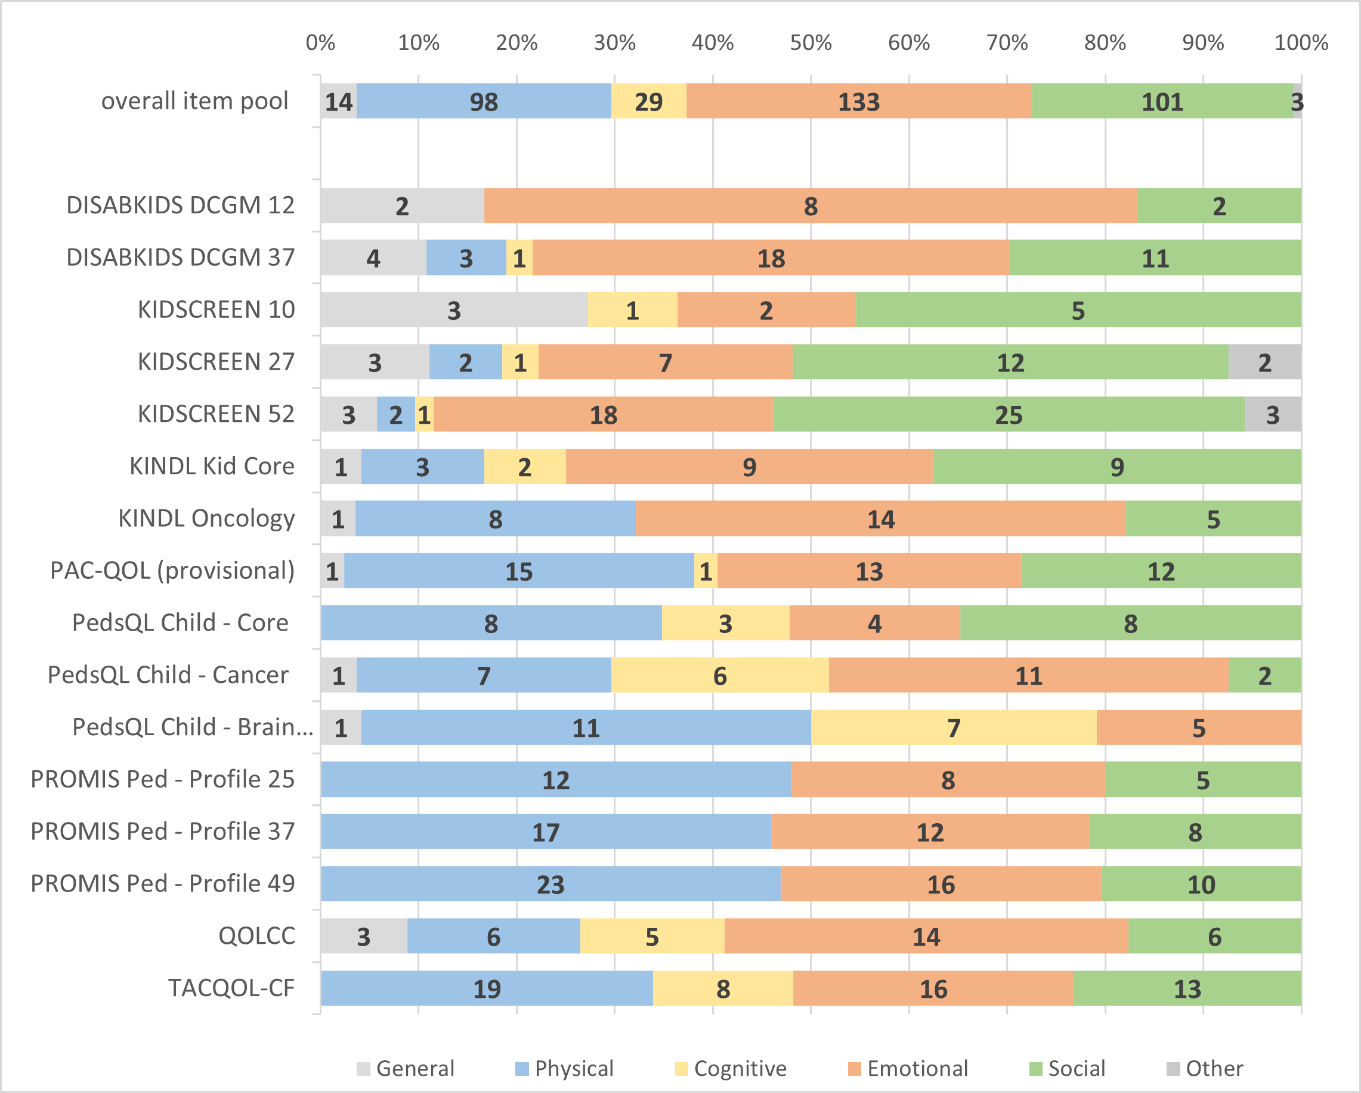 0% 10% 20% 30% 40% 50% 60% 70% 80% 90% 100%
overall item pool 14 98 29 133 101 3
DISABKIDS DCGM 12 2 8 2
DISABKIDS DCGM 37 4 3 1 18 11
KIDSCREEN 10 3 1 2 5
KIDSCREEN 27 3 2 1 7 12 2
KIDSCREEN 52 3 2 1 18 25 3
KINDL Kid Core 1 3 2 9 9
KINDL Oncology 1 8 14 5
PAC-QOL (provisional) 1 15 1 13 12
PedsQL Child - Core 8 3 4 8
PedsQL Child - Cancer 1 7 6 11 2
PedsQL Child - Brain... 1 11 7 5
PROMIS Ped - Profile 25 12 8 5
PROMIS Ped - Profile 37 17 12 8
PROMIS Ped - Profile 49 23 16 10
QOLCC 3 6 5 14 6
TACQOL-CF 19 8 16 13
General Physical Cognitive Emotional Social Other